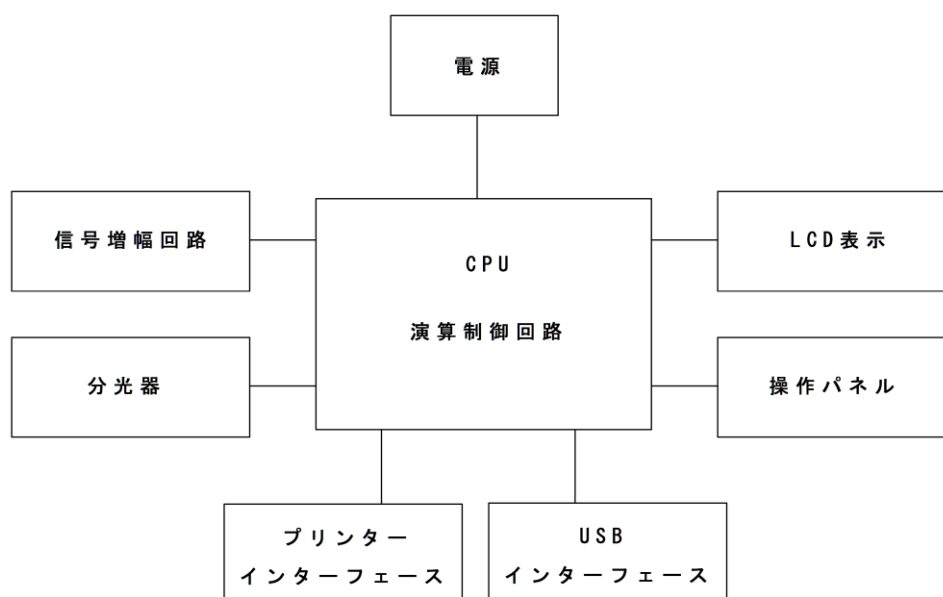 電源
信号増幅回路
CPU
演算制御回路
LCD表示
分光器
操作パネル
プリンター
インターフェース
USB
インターフェース